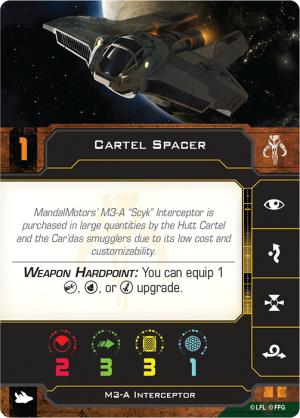 1
CARTEL SPACER
MandalMotors' M3-A "Scyk" Interceptor is
purchased in large quantities by the Hutt Cartel
and the Car'das smugglers due to its low cost and
customizability.
WEAPON HARDPOINT: You can equip 1
, , or upgrade.
2 3 3 1
M3-A INTERCEPTOR
©LFL ©FFG